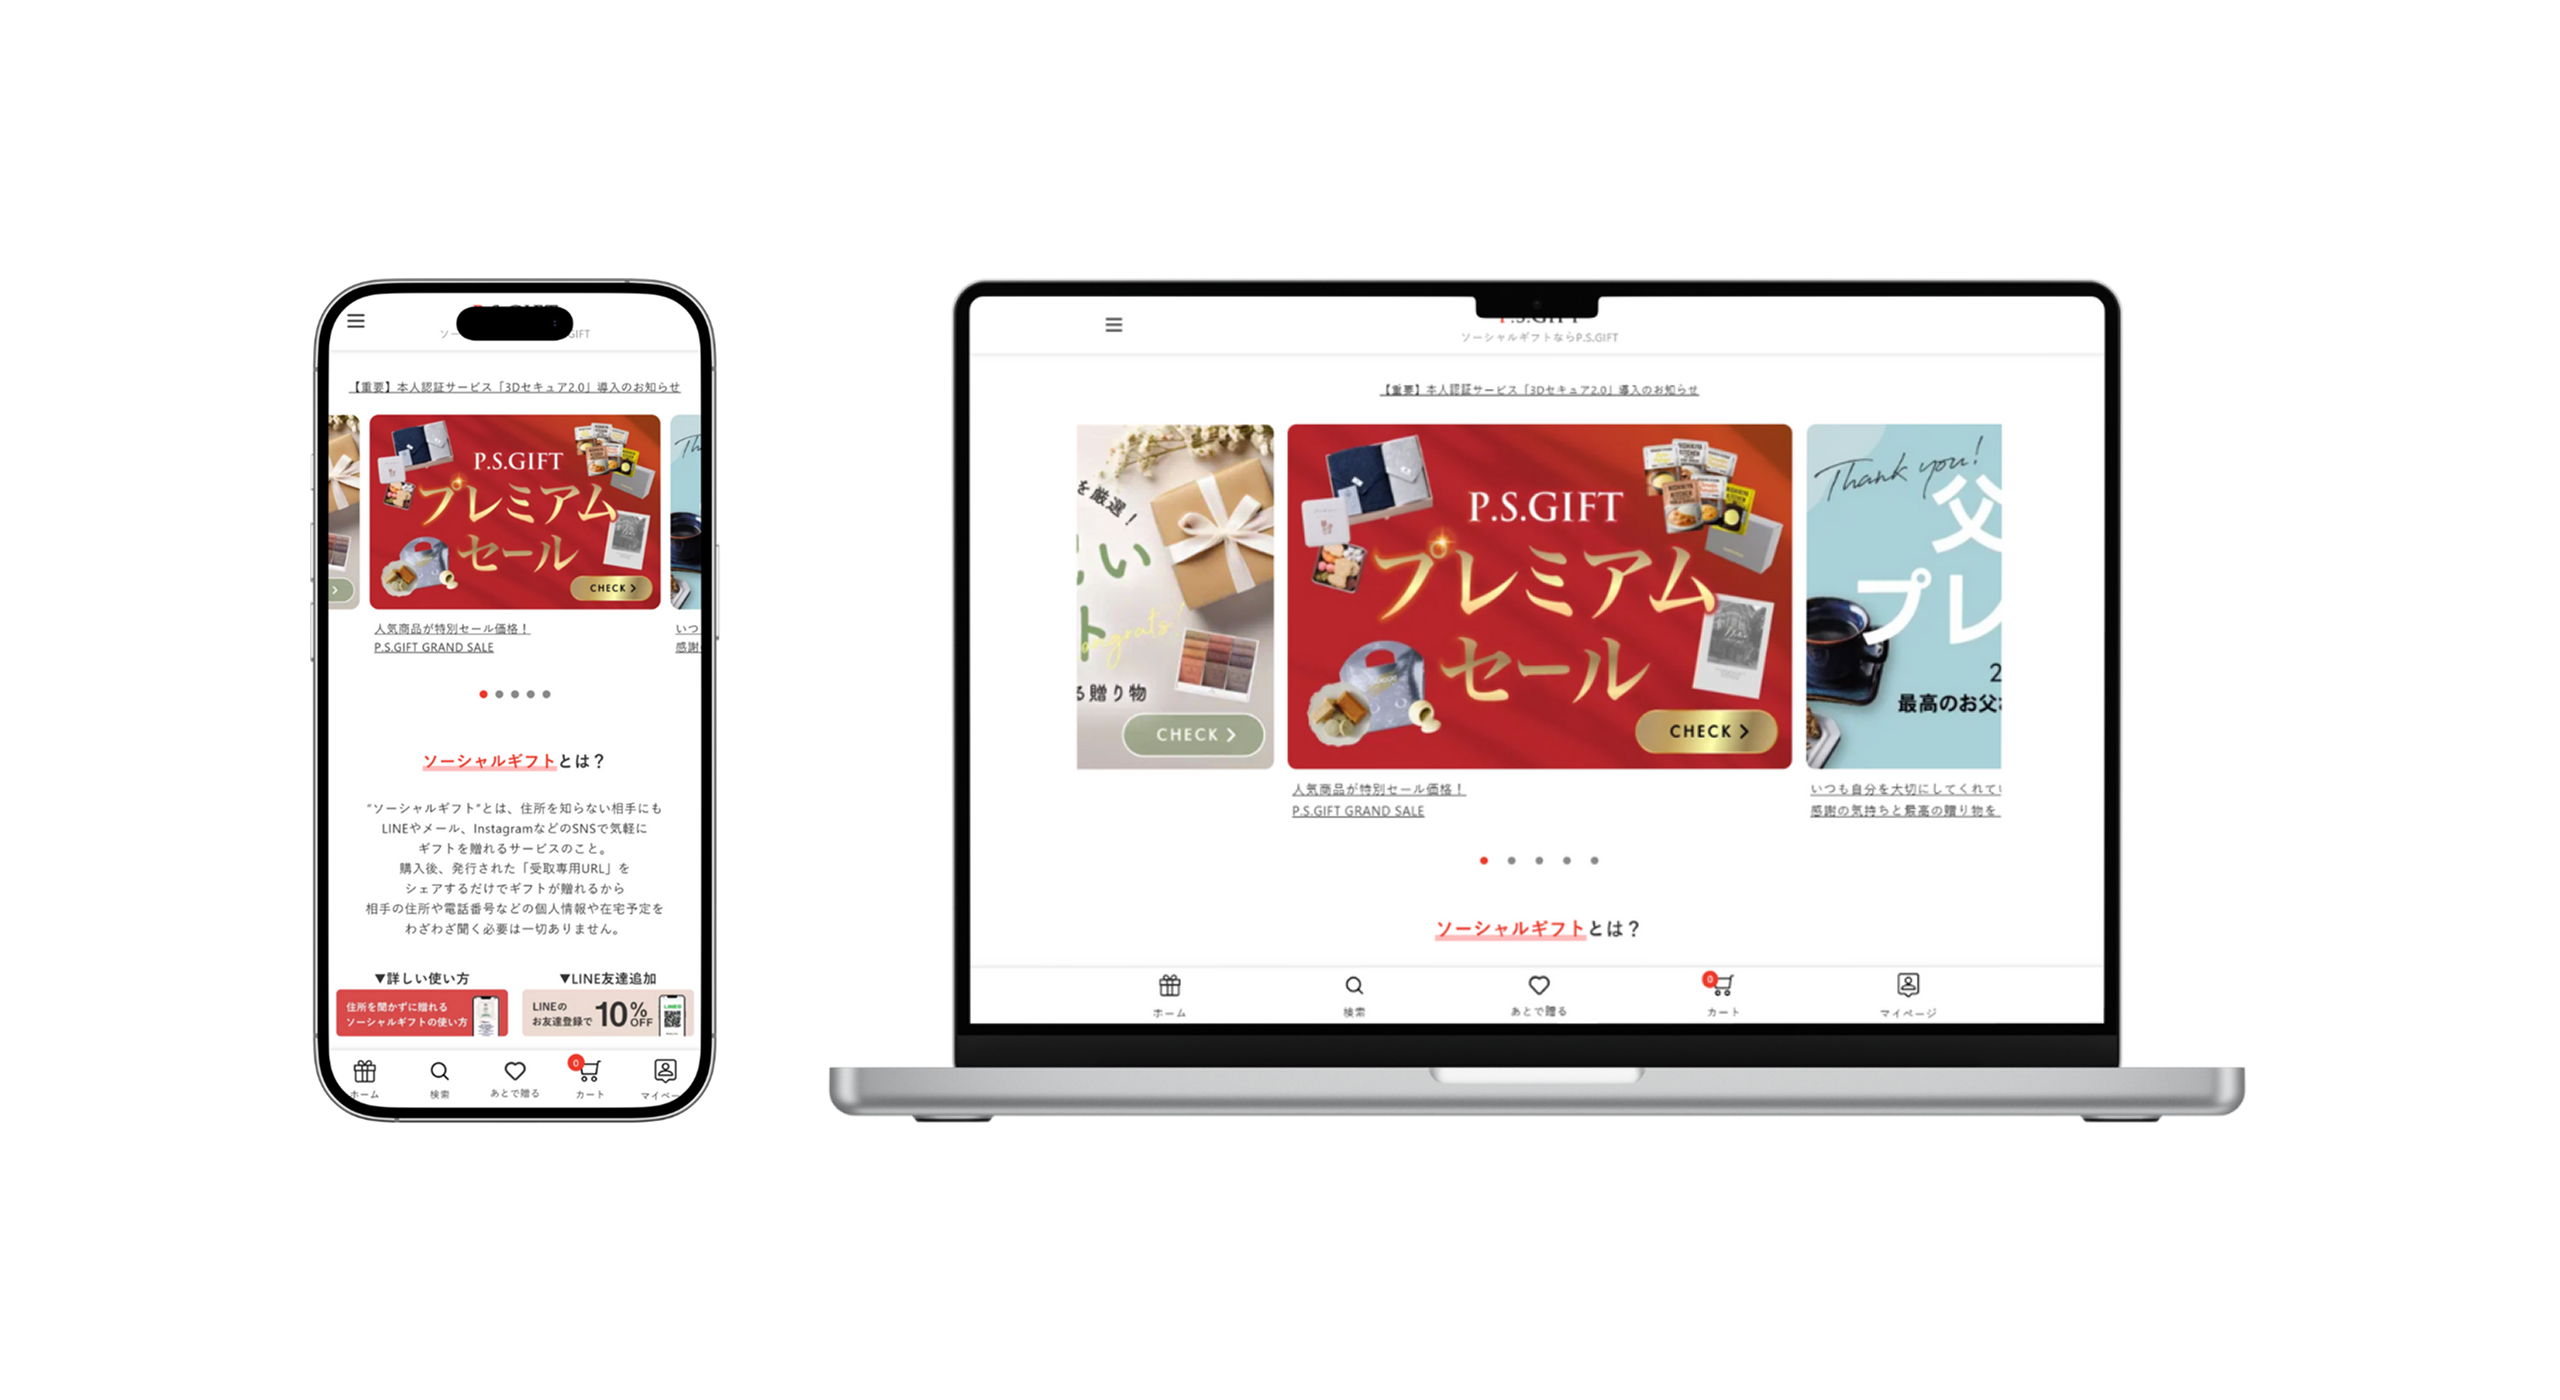 【重要】本人認証サービス「3Dセキュア2.0」導入のお知らせ
P.S.GIFT
プレミアム
セール
CHECK
人気商品が特別セール価格！
P.S.GIFT GRAND SALE
いつ
感謝
ソーシャルギフトとは？
“ソーシャルギフト”とは、住所を知らない相手にも
LINEやメール、InstagramなどのSNSで気軽に
ギフトを贈れるサービスのこと。
購入後、発行された「受取専用URL」を
シェアするだけでギフトが贈れるから
相手の住所や電話番号などの個人情報や在宅予定を
わざわざ聞く必要は一切ありません。
▼詳しい使い方
住所を聞かずに贈れる
ソーシャルギフトの使い方
▼LINE友達追加
LINEの
お友達登録で
10%
OFF
ホーム
検索
あとで贈る
0
カート
マイペー
P.S.GIFT
ソーシャルギフトならP.S.GIFT
【重要】本人認証サービス「3Dセキュア2.0」導入のお知らせ
を厳選！
い
ト
る贈り物
CHECK
P.S.GIFT
プレミアム
セール
CHECK
人気商品が特別セール価格！
P.S.GIFT GRAND SALE
Thank you!
父
プレ
2
最高のお父
いつも自分を大切にしてくれてい
感謝の気持ちと最高の贈り物を
ソーシャルギフトとは？
ホーム
検索
あとで贈る
0
カート
マイページ